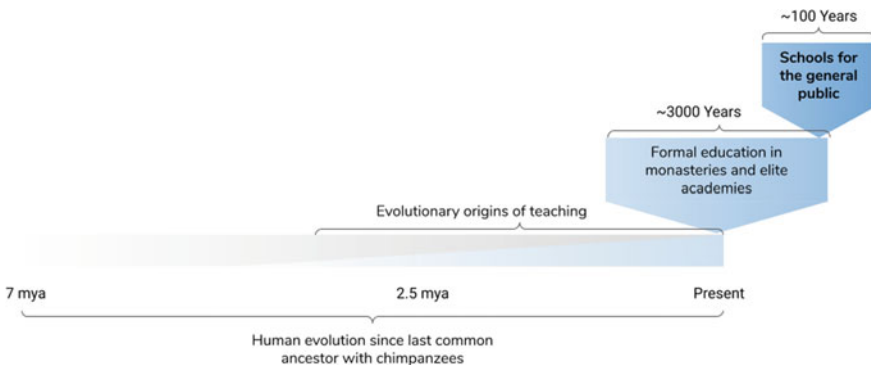 ~100 Years
Schools for
the general
public
~3000 Years
Formal education in
monasteries and elite
academies
Evolutionary origins of teaching
7 mya
2.5 mya
Present
Human evolution since last common
ancestor with chimpanzees